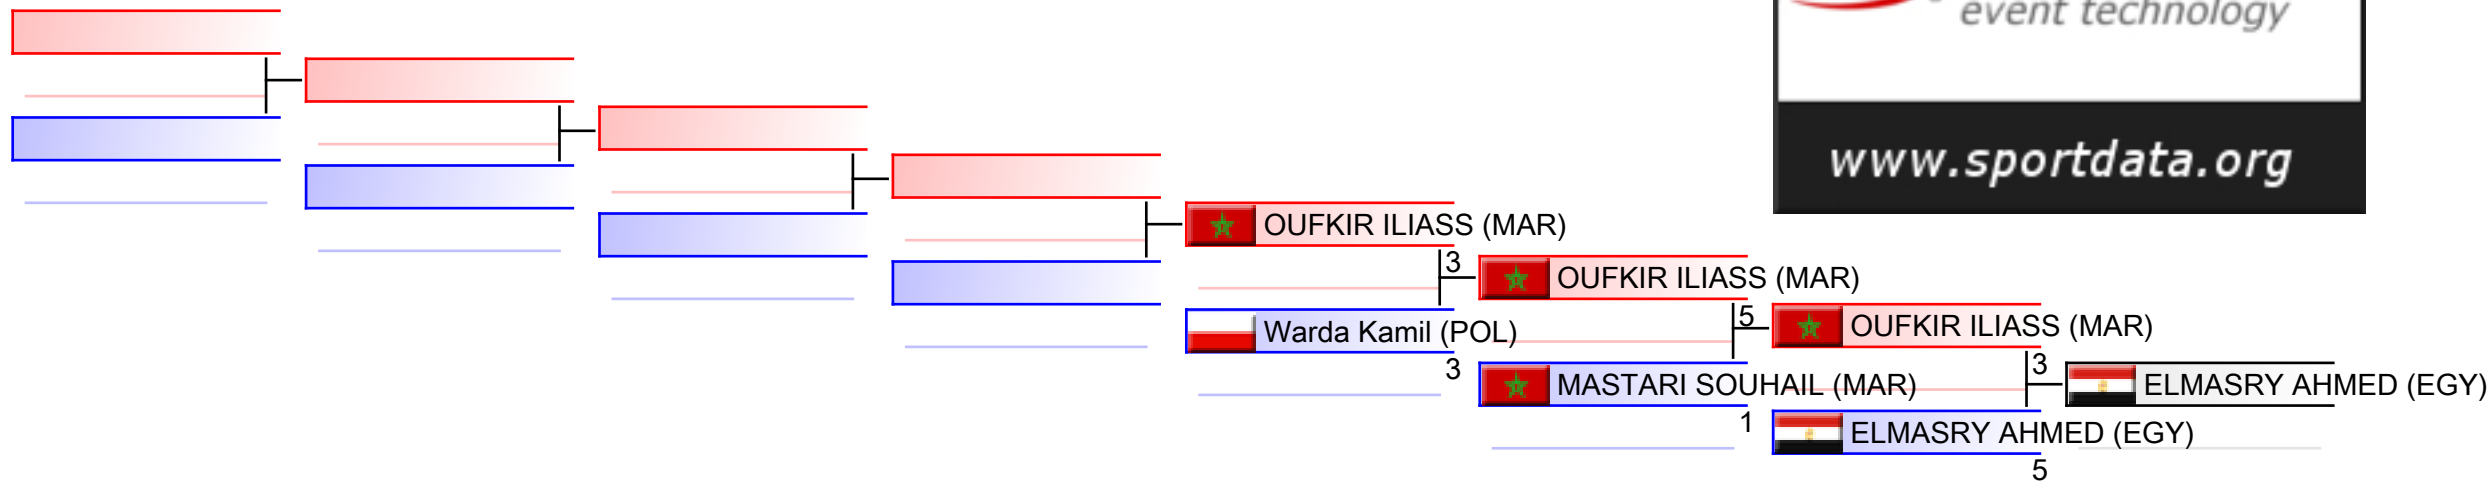 event technology
www.sportdata.org
OUFKIR ILIASS (MAR)
3
OUFKIR ILIASS (MAR)
Warda Kamil (POL)
3
5
OUFKIR ILIASS (MAR)
MASTARI SOUHAIL (MAR)
1
3
ELMASRY AHMED (EGY)
ELMASRY AHMED (EGY)
5